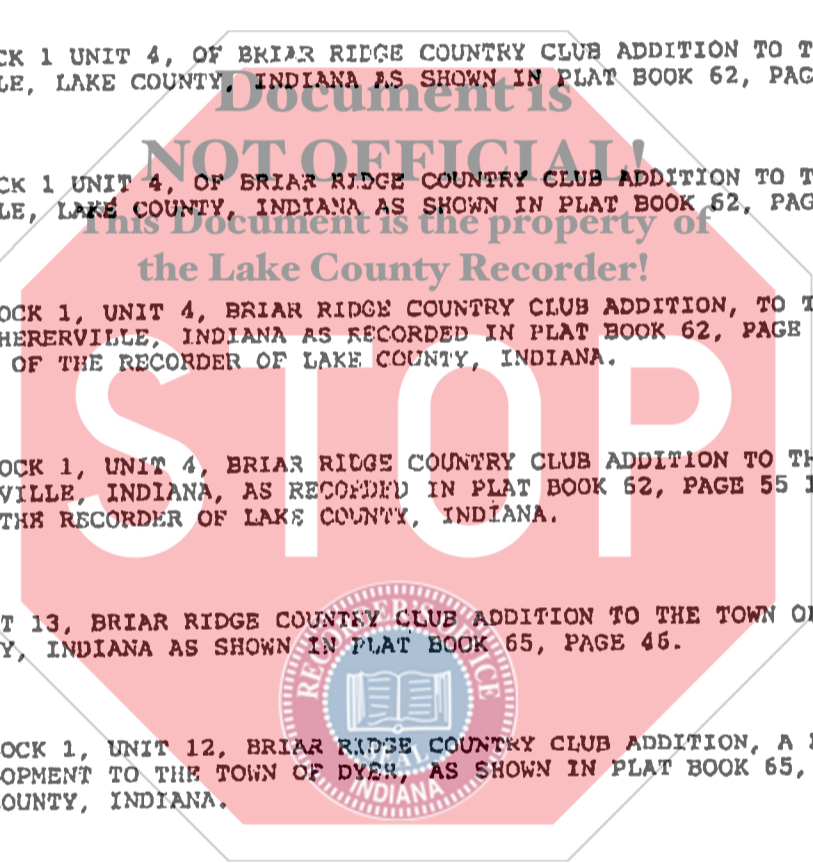 CK 1 UNIT 4, OF BRIAR RIDGE COUNTRY CLUB ADDITION TO T
LE, LAKE COUNTY, INDIANA AS SHOWN IN PLAT BOOK 62, PAG
Document is
NOT OFFICIAL!
CK 1 UNIT 4, OF BRIAR RIDGE COUNTRY CLUB ADDITION TO T
LE, LAKE COUNTY, INDIANA AS SHOWN IN PLAT BOOK 62, PAG
This Document is the property of
the Lake County Recorder!
OCK 1, UNIT 4, BRIAR RIDGE COUNTRY CLUB ADDITION, TO T
HERERVILLE, INDIANA AS RECORDED IN PLAT BOOK 62, PAGE
OF THE RECORDER OF LAKE COUNTY, INDIANA.
STOP
OCK 1, UNIT 4, BRIAR RIDGE COUNTRY CLUB ADDITION TO TH
VILLE, INDIANA, AS RECORDED IN PLAT BOOK 62, PAGE 55 I
THE RECORDER OF LAKE COUNTY, INDIANA.
T 13, BRIAR RIDGE COUNTRY CLUB ADDITION TO THE TOWN OF
Y, INDIANA AS SHOWN IN PLAT BOOK 65, PAGE 46.
RECORDER'S OFFICE
SEAL
INDIANA
OCK 1, UNIT 12, BRIAR RIDGE COUNTRY CLUB ADDITION, A
OPMENT TO THE TOWN OF DYER, AS SHOWN IN PLAT BOOK 65,
OUNTY, INDIANA.